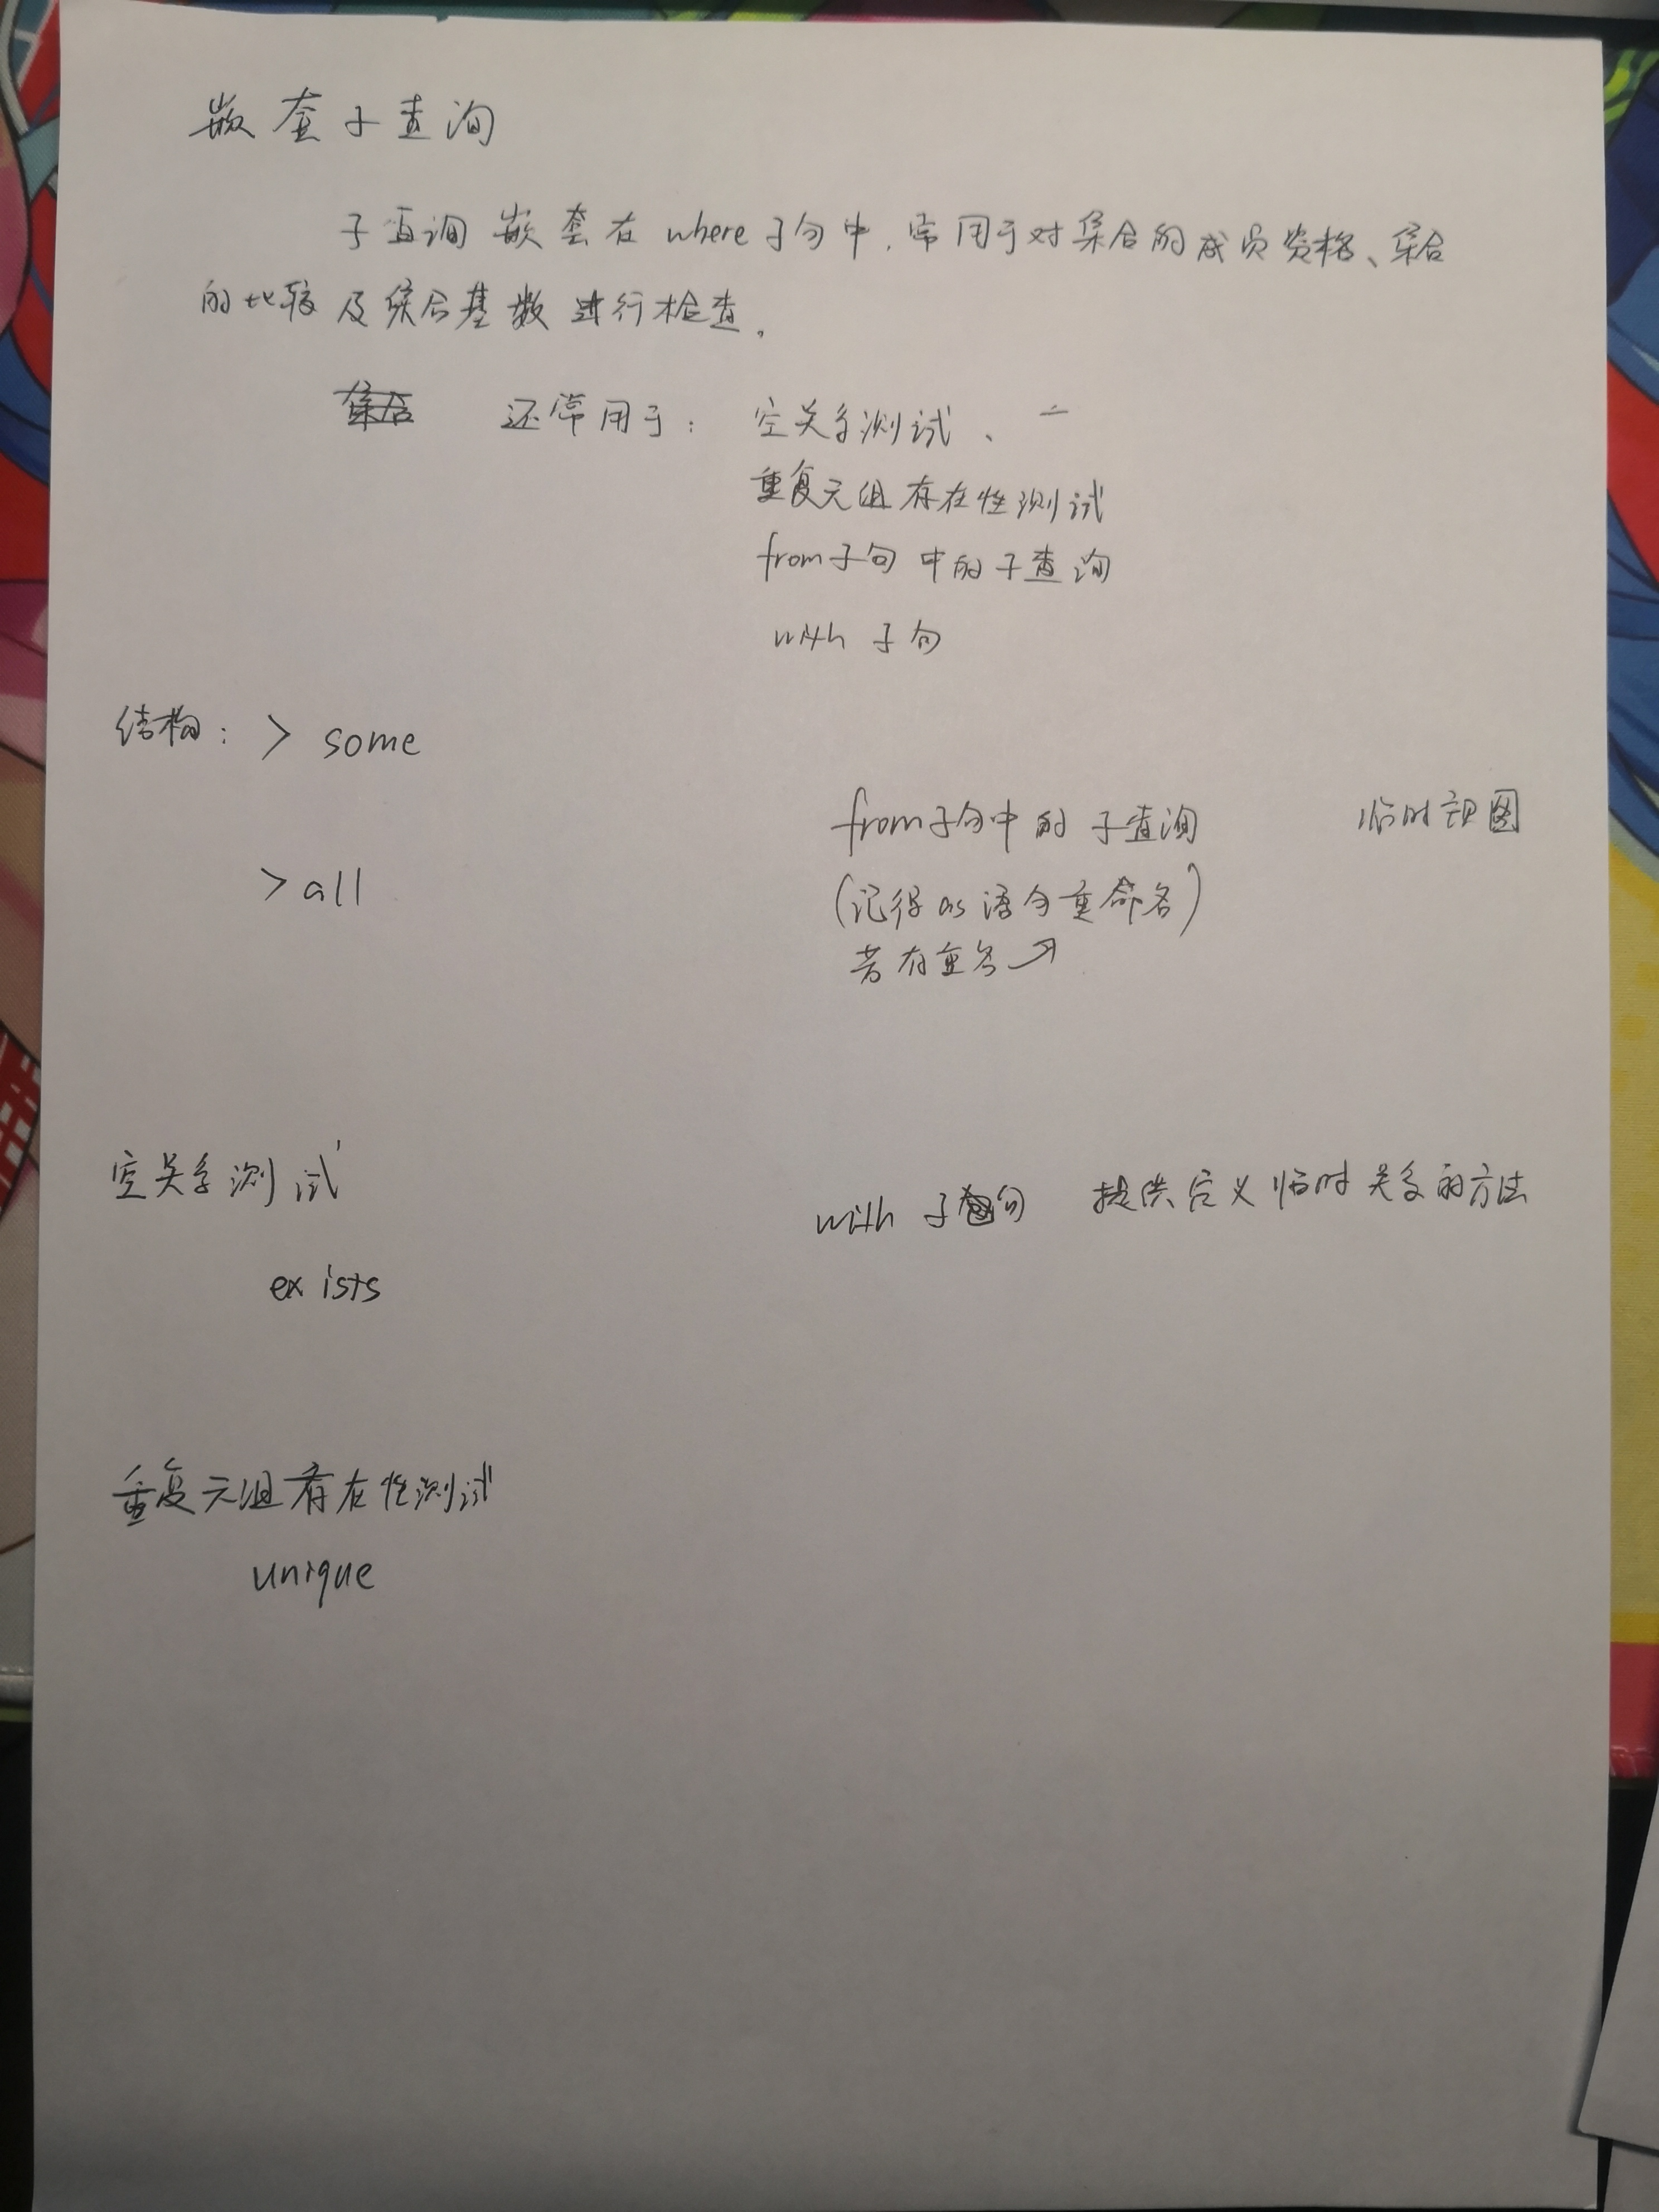 嵌套子查询
子查询嵌套在where子句中,常用于对集合的成员资格、集合
的比较及集合基数进行检查。
还常用于: 空关系测试、
重复元组存在性测试
from子句中的子查询
with 子句
结构: > some
> all
from子句中的子查询 临时视图
(记得as语句重命名)
若有重名
空关系测试
exists
with 子句 提供定义临时关系的方法
重复元组存在性测试
unique